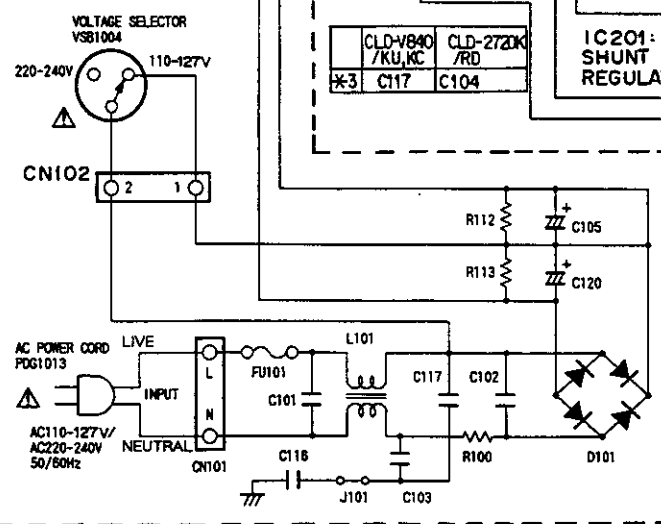 VOLTAGE SELECTOR
VSB1004
220-240V
110-127V
CN102
2
1
CLD-V840
/KU,KC
CLD-2720K
/RD
*3
C117
C104
IC201:
SHUNT
REGULA
R112
+
C105
R113
+
C120
AC POWER CORD
PDG1013
LIVE
INPUT
NEUTRAL
AC110-127V/
AC220-240V
50/60Hz
L
N
CN101
FU101
C101
L101
C117
C102
R100
D101
C116
J101
C103